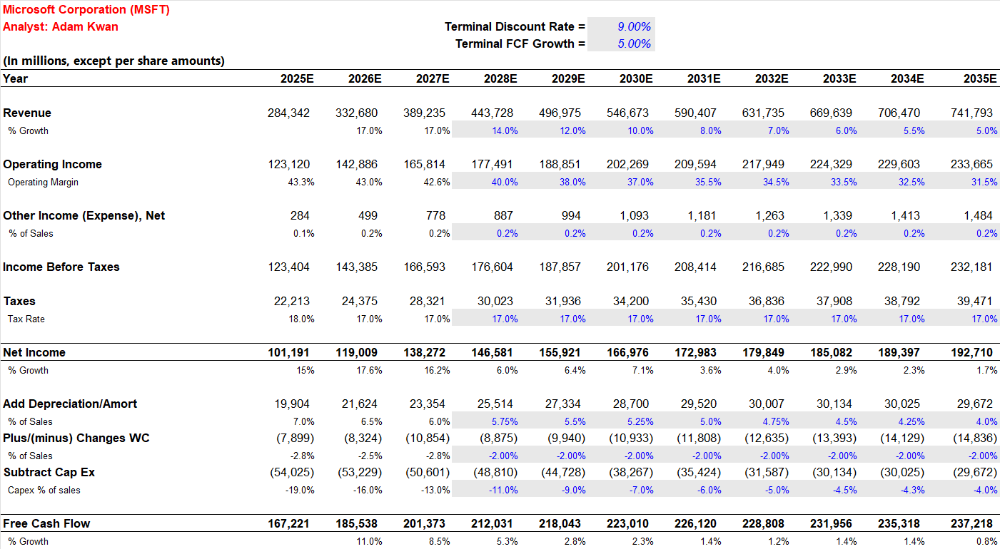 Microsoft Corporation (MSFT)
Analyst: Adam Kwan Terminal Discount Rate = 9.00%
Terminal FCF Growth = 5.00%
(In millions, except per share amounts)
Year 2025E 2026E 2027E 2028E 2029E 2030E 2031E 2032E 2033E 2034E 2035E
Revenue 284,342 332,680 389,235 443,728 496,975 546,673 590,407 631,735 669,639 706,470 741,793
% Growth 17.0% 17.0% 14.0% 12.0% 10.0% 8.0% 7.0% 6.0% 5.5% 5.0%
Operating Income 123,120 142,886 165,814 177,491 188,851 202,269 209,594 217,949 224,329 229,603 233,665
Operating Margin 43.3% 43.0% 42.6% 40.0% 38.0% 37.0% 35.5% 34.5% 33.5% 32.5% 31.5%
Other Income (Expense), Net 284 499 778 887 994 1,093 1,181 1,263 1,339 1,413 1,484
% of Sales 0.1% 0.2% 0.2% 0.2% 0.2% 0.2% 0.2% 0.2% 0.2% 0.2% 0.2%
Income Before Taxes 123,404 143,385 166,593 176,604 187,857 201,176 208,414 216,685 222,990 228,190 232,181
Taxes 22,213 24,375 28,321 30,023 31,936 34,200 35,430 36,836 37,908 38,792 39,471
Tax Rate 18.0% 17.0% 17.0% 17.0% 17.0% 17.0% 17.0% 17.0% 17.0% 17.0% 17.0%
Net Income 101,191 119,009 138,272 146,581 155,921 166,976 172,983 179,849 185,082 189,397 192,710
% Growth 15% 17.6% 16.2% 6.0% 6.4% 7.1% 3.6% 4.0% 2.9% 2.3% 1.7%
Add Depreciation/Amort 19,904 21,624 23,354 25,514 27,334 28,700 29,520 30,007 30,134 30,025 29,672
% of Sales 7.0% 6.5% 6.0% 5.75% 5.5% 5.25% 5.0% 4.75% 4.5% 4.25% 4.0%
Plus/(minus) Changes WC (7,899) (8,324) (10,854) (8,875) (9,940) (10,933) (11,808) (12,635) (13,393) (14,129) (14,836)
% of Sales -2.8% -2.5% -2.8% -2.00% -2.00% -2.00% -2.00% -2.00% -2.00% -2.00% -2.00%
Subtract Cap Ex (54,025) (53,229) (50,601) (48,810) (44,728) (38,267) (35,424) (31,587) (30,134) (30,025) (29,672)
Capex % of sales -19.0% -16.0% -13.0% -11.0% -9.0% -7.0% -6.0% -5.0% -4.5% -4.3% -4.0%
Free Cash Flow 167,221 185,538 201,373 212,031 218,043 223,010 226,120 228,808 231,956 235,318 237,218
% Growth 11.0% 8.5% 5.3% 2.8% 2.3% 1.4% 1.2% 1.4% 1.4% 0.8%